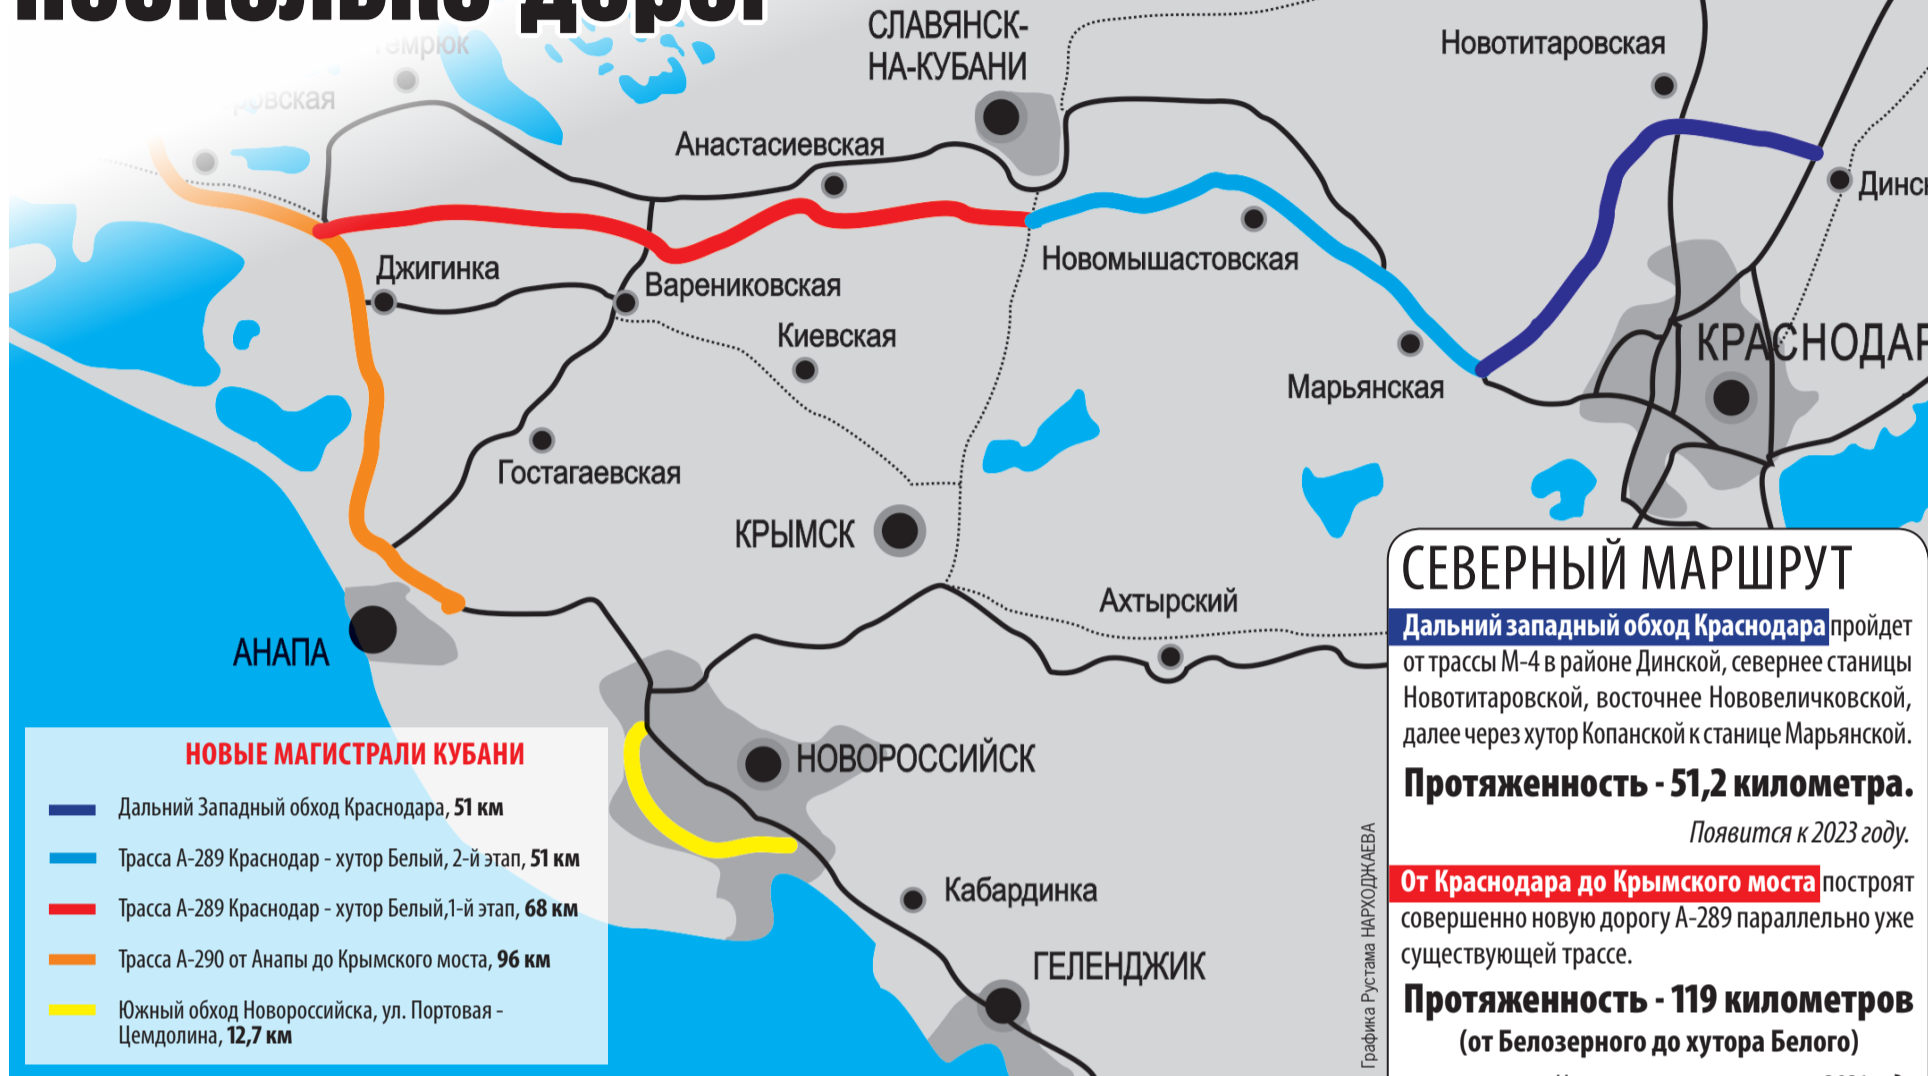 СЛАВЯНСК-
НА-КУБАНИ
Новотитаровская
Темрюк
Анастасиевская
Джигинка
Варениковская
Новомышастовская
Киевская
Марьянская
КРАСНОДАР
Гостагаевская
КРЫМСК
Ахтырский
АНАПА
НОВОРОССИЙСК
Кабардинка
ГЕЛЕНДЖИК
НОВЫЕ МАГИСТРАЛИ КУБАНИ
Дальний Западный обход Краснодара, 51 км
Трасса А-289 Краснодар - хутор Белый, 2-й этап, 51 км
Трасса А-289 Краснодар - хутор Белый,1-й этап, 68 км
Трасса А-290 от Анапы до Крымского моста, 96 км
Южный обход Новороссийска, ул. Портовая -
Цемдолина, 12,7 км
Графика Рустама НАРХОДЖАЕВА
СЕВЕРНЫЙ МАРШРУТ
Дальний западный обход Краснодара пройдет
от трассы М-4 в районе Динской, севернее станицы
Новотитаровской, восточнее Нововеличковской,
далее через хутор Копанской к станице Марьянской.
Протяженность - 51,2 километра.
Появится к 2023 году.
От Краснодара до Крымского моста построят
совершенно новую дорогу А-289 параллельно уже
существующей трассе.
Протяженность - 119 километров
(от Белозерного до хутора Белого)